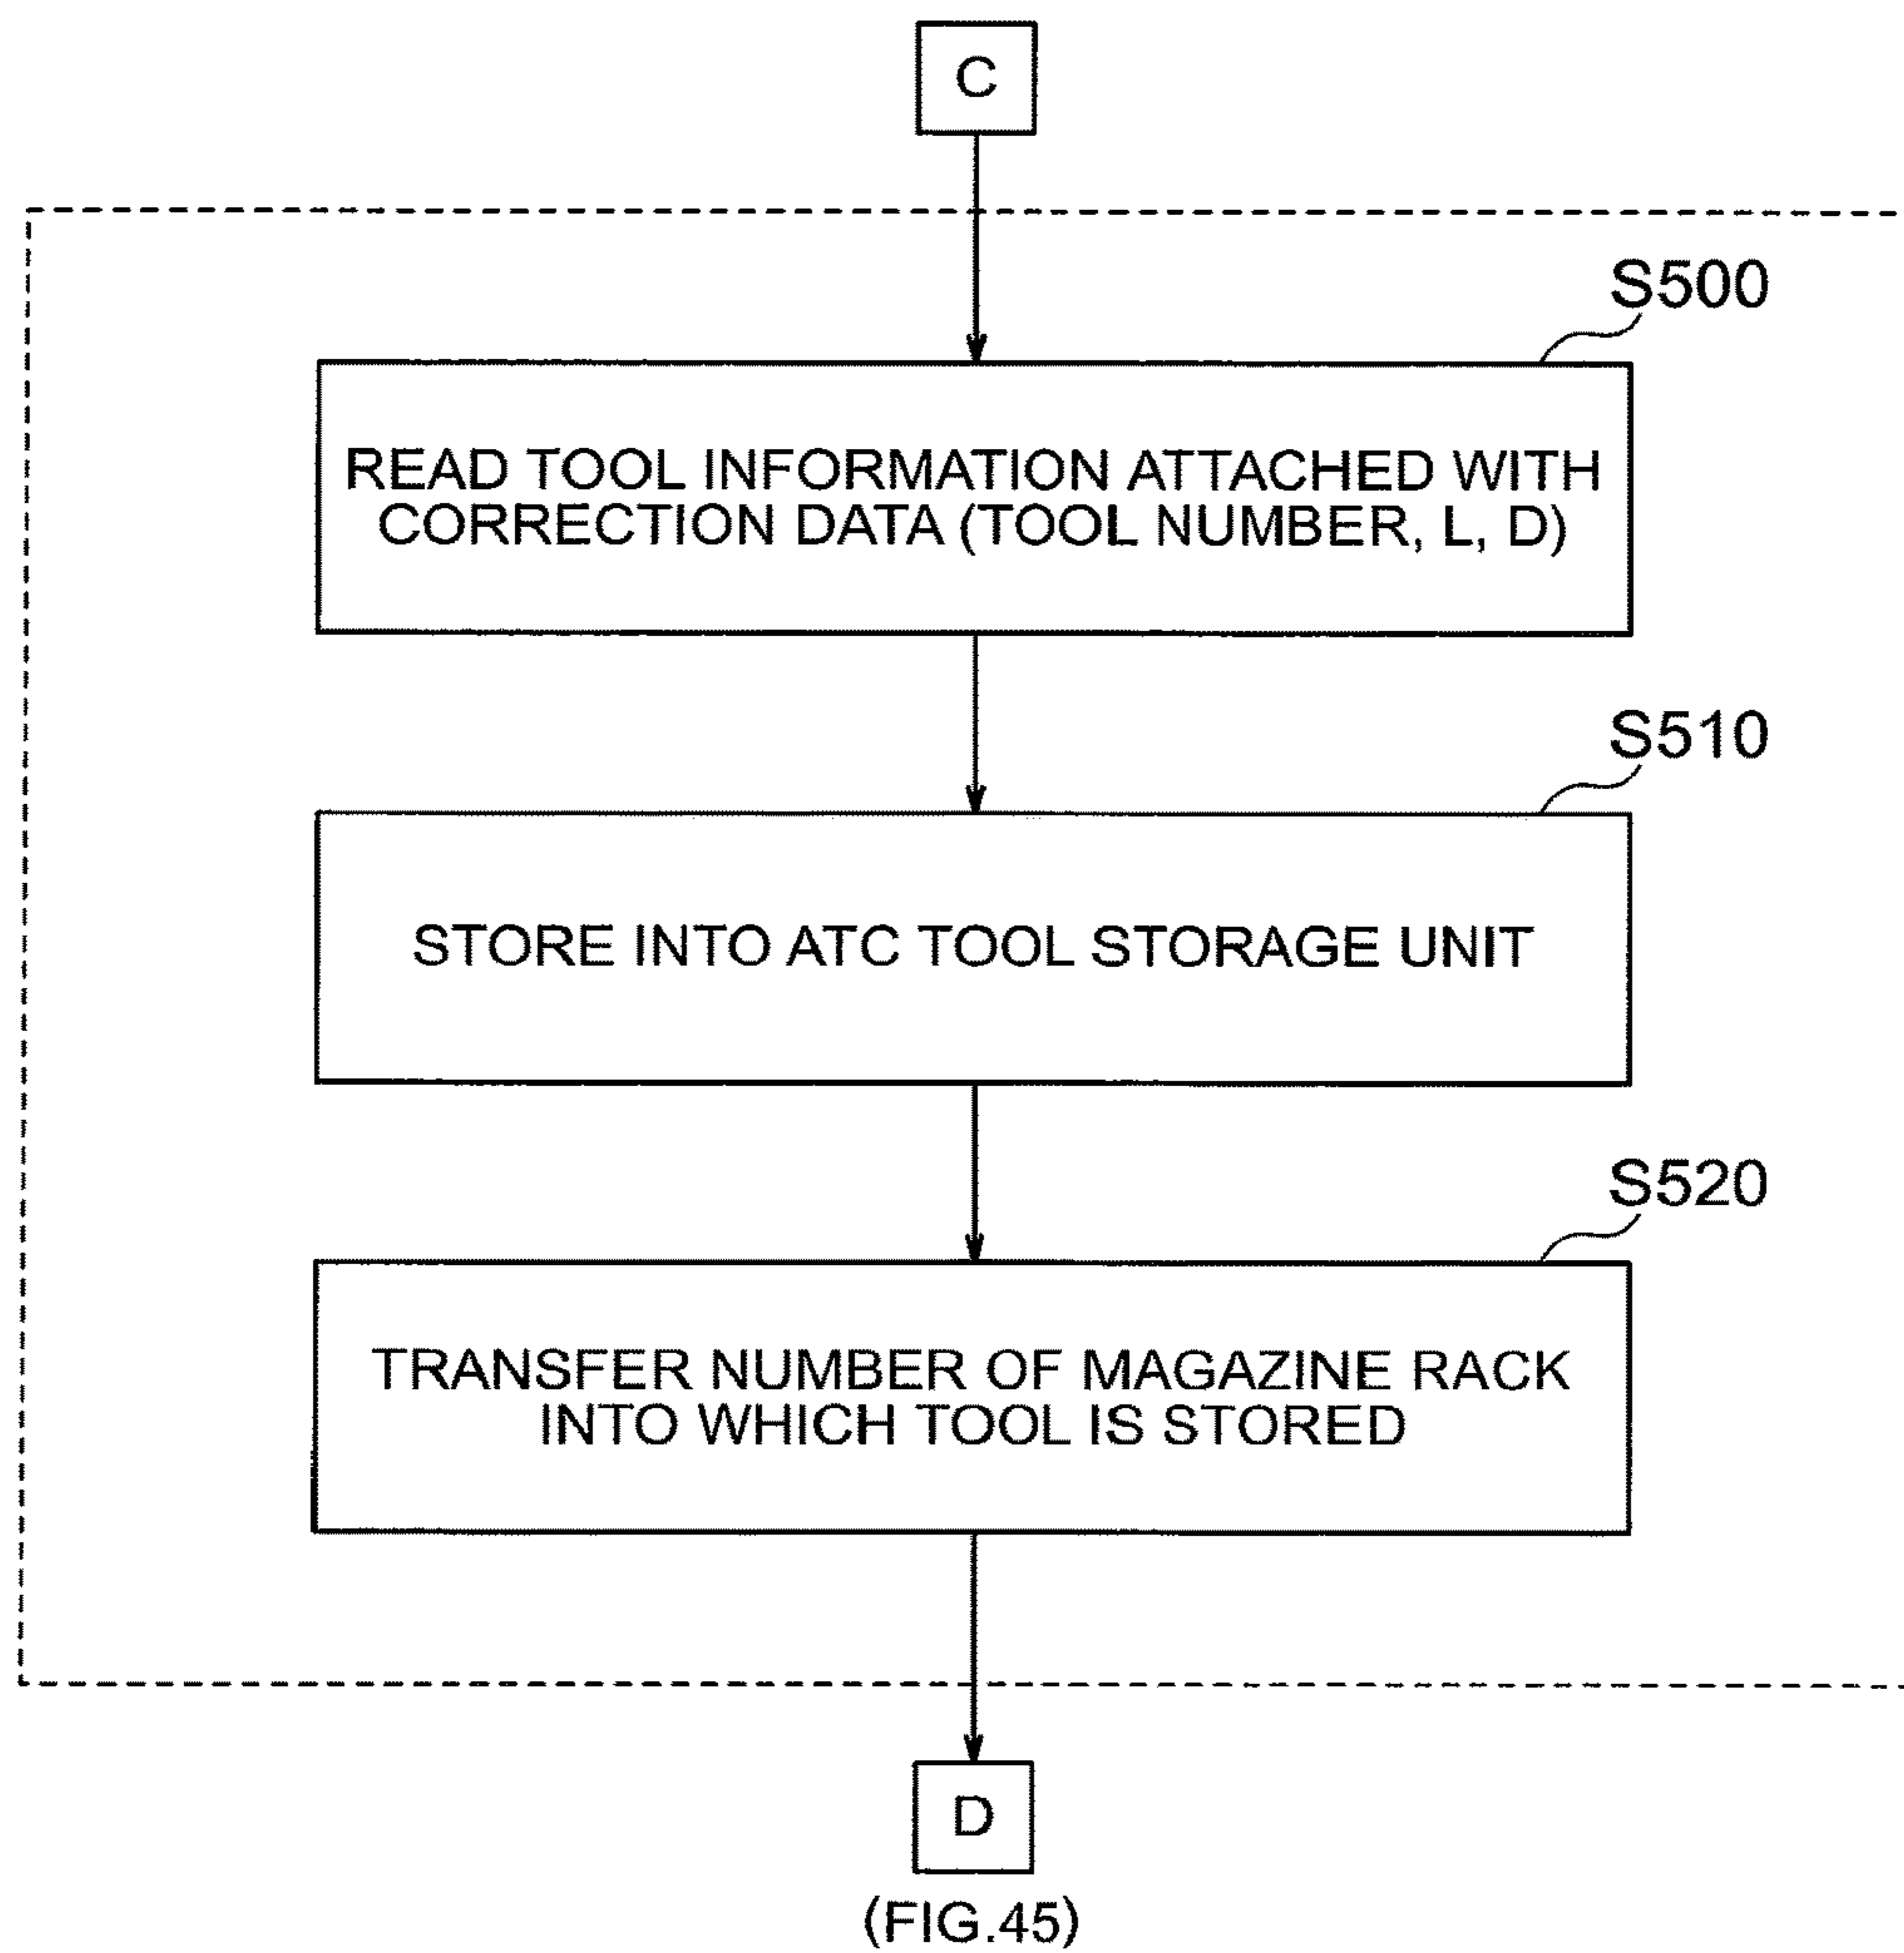 C
S500
READ TOOL INFORMATION ATTACHED WITH
CORRECTION DATA (TOOL NUMBER, L, D)
S510
STORE INTO ATC TOOL STORAGE UNIT
S520
TRANSFER NUMBER OF MAGAZINE RACK
INTO WHICH TOOL IS STORED
D
(FIG.45)